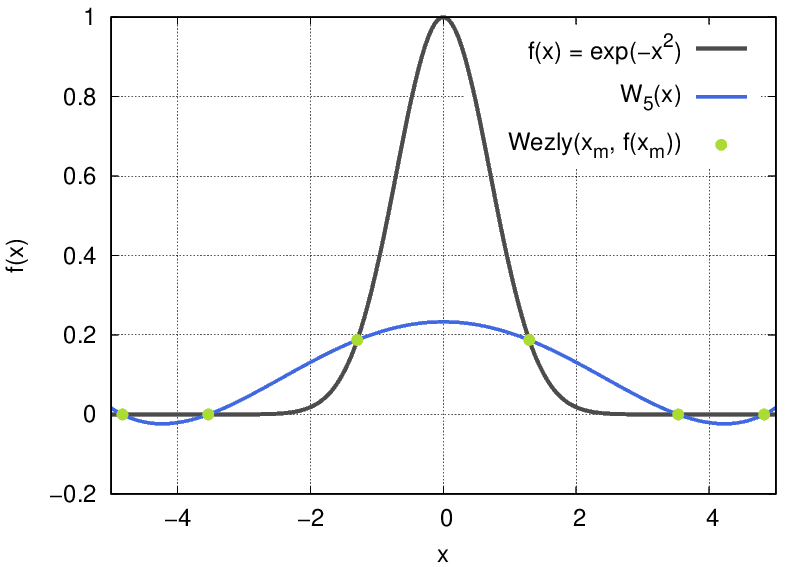 f(x) = exp(−x²)
W₅(x)
Wezly(xₘ, f(xₘ))
1
0.8
0.6
0.4
0.2
0
−0.2
f(x)
−4 −2 0 2 4
x